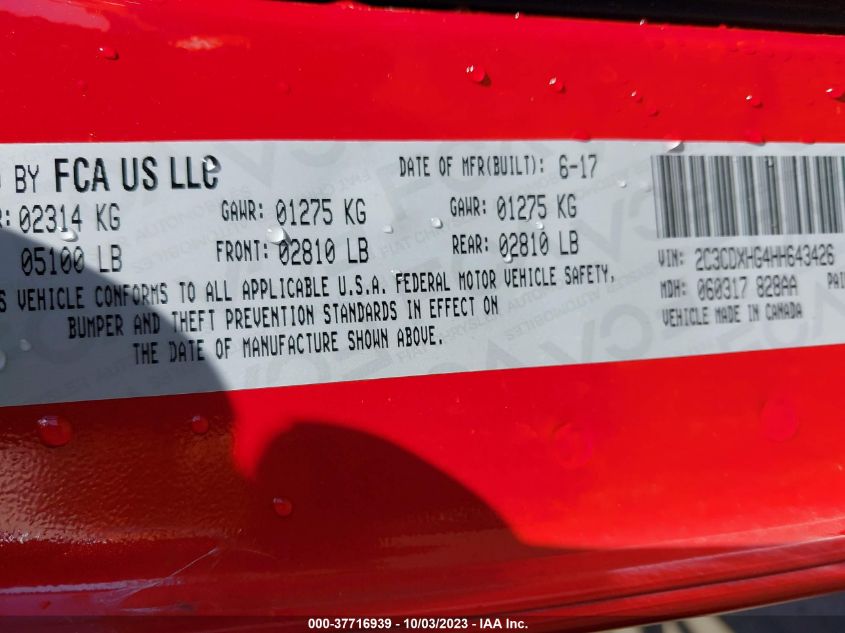 BY FCA US LLC DATE OF MFR(BUILT): 6-17
02314 KG GAWR: 01275 KG GAWR: 01275 KG
05100 LB FRONT: 02810 LB REAR: 02810 LB
VEHICLE CONFORMS TO ALL APPLICABLE U.S.A. FEDERAL MOTOR VEHICLE SAFETY,
BUMPER AND THEFT PREVENTION STANDARDS IN EFFECT ON
THE DATE OF MANUFACTURE SHOWN ABOVE.
VIN: 2C3CDXHG4HH643426
MDH: 060317 828AA
VEHICLE MADE IN CANADA
000-37716939 - 10/03/2023 - IAA Inc.